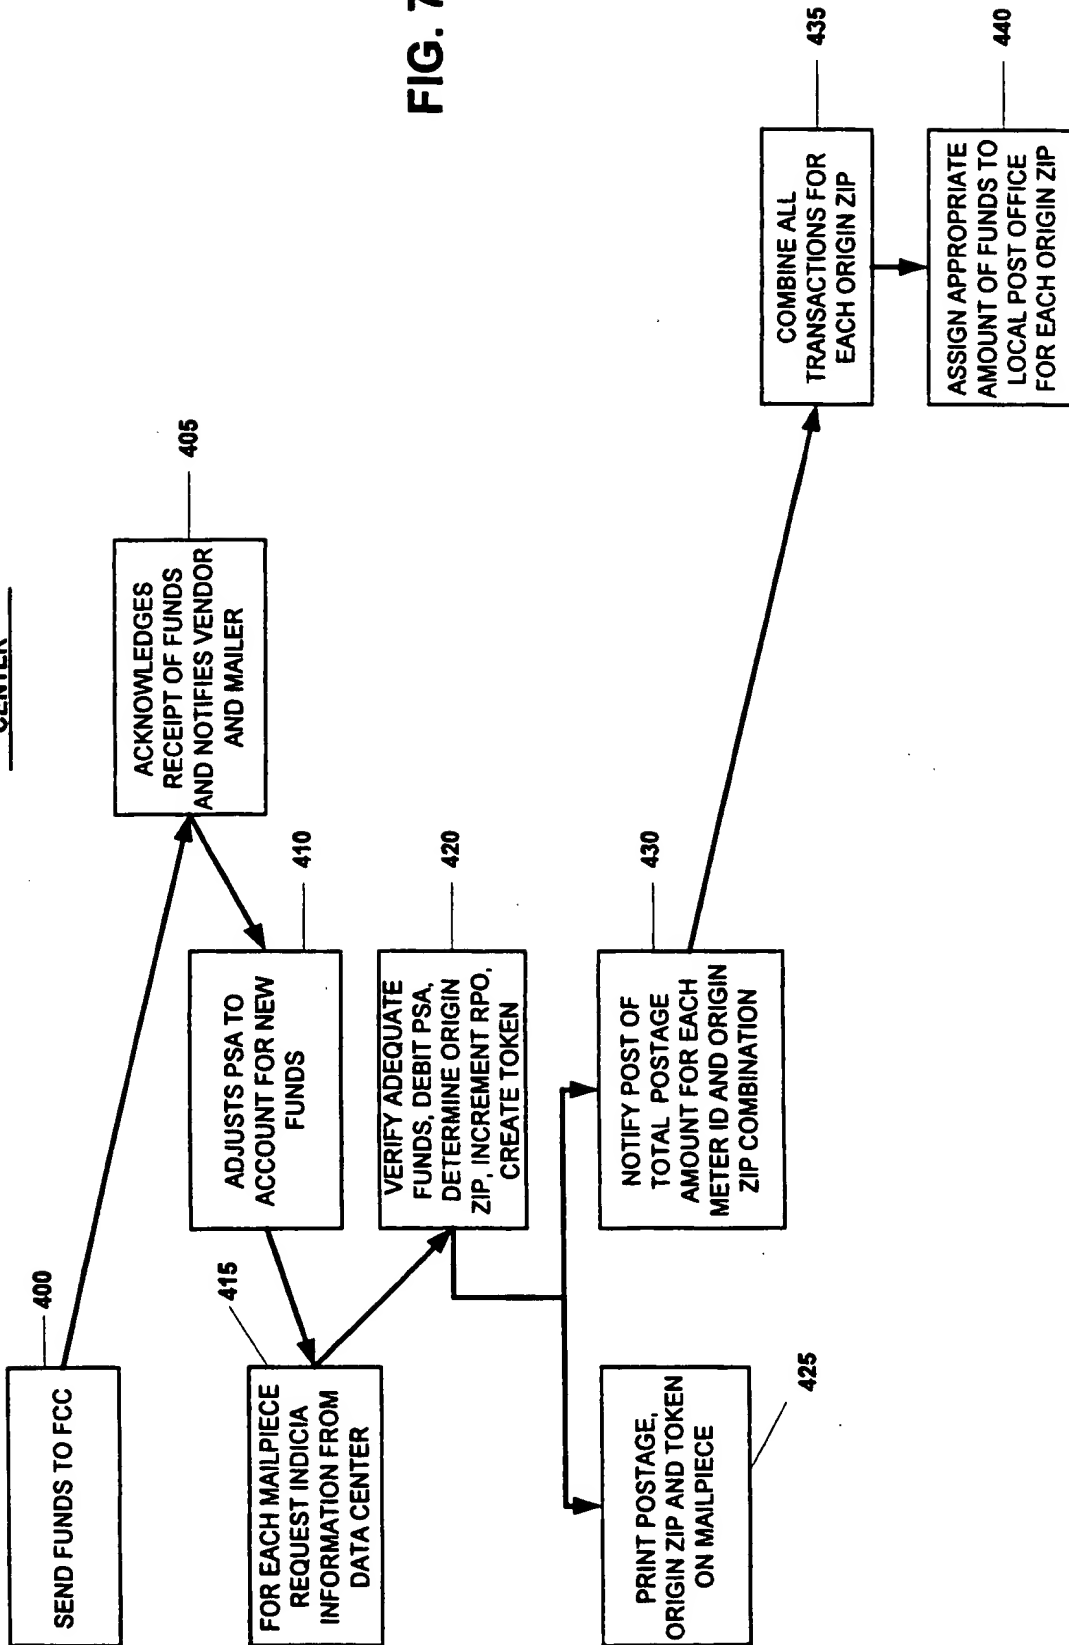 CENTER
400
SEND FUNDS TO FCC
405
ACKNOWLEDGES
RECEIPT OF FUNDS
AND NOTIFIES VENDOR
AND MAILER
410
ADJUSTS PSA TO
ACCOUNT FOR NEW
FUNDS
415
FOR EACH MAILPIECE
REQUEST INDICIA
INFORMATION FROM
DATA CENTER
420
VERIFY ADEQUATE
FUNDS, DEBIT PSA,
DETERMINE ORIGIN
ZIP, INCREMENT RPO,
CREATE TOKEN
425
PRINT POSTAGE,
ORIGIN ZIP AND TOKEN
ON MAILPIECE
430
NOTIFY POST OF
TOTAL POSTAGE
AMOUNT FOR EACH
METER ID AND ORIGIN
ZIP COMBINATION
435
COMBINE ALL
TRANSACTIONS FOR
EACH ORIGIN ZIP
440
ASSIGN APPROPRIATE
AMOUNT OF FUNDS TO
LOCAL POST OFFICE
FOR EACH ORIGIN ZIP
FIG. 7